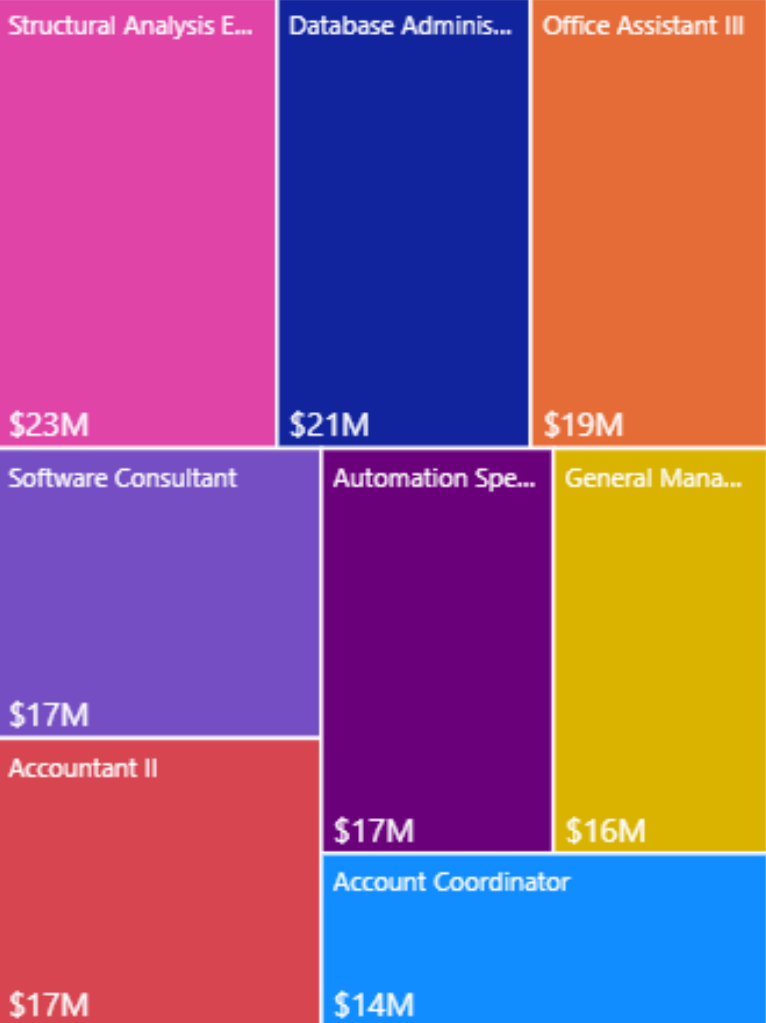 Structural Analysis E...
Database Adminis...
Office Assistant III
$23M
$21M
$19M
Software Consultant
Automation Spe...
General Mana...
$17M
Accountant II
$17M
$16M
Account Coordinator
$17M
$14M